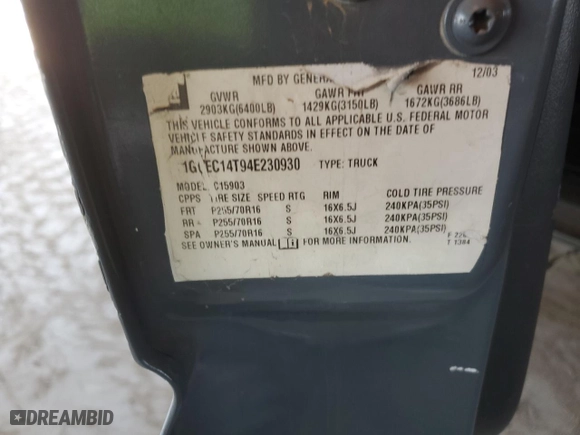 MFD BY GENERA 12/03
GVWR GAWR FRT GAWR RR
2903KG(6400LB) 1429KG(3150LB) 1672KG(3686LB)
THIS VEHICLE CONFORMS TO ALL APPLICABLE U.S. FEDERAL MOTOR
VEHICLE SAFETY STANDARDS IN EFFECT ON THE DATE OF
MANUFACTURE SHOWN ABOVE.
EC14T94E230930 TYPE: TRUCK
MODEL: C15903
CPPS TIRE SIZE SPEED RTG RIM COLD TIRE PRESSURE
FRT P255/70R16 S 16X6.5J 240KPA(35PSI)
RR P255/70R16 S 16X6.5J 240KPA(35PSI)
SPA P255/70R16 S 16X6.5J 240KPA(35PSI)
SEE OWNER'S MANUAL FOR MORE INFORMATION.
T 1304
DREAMBID